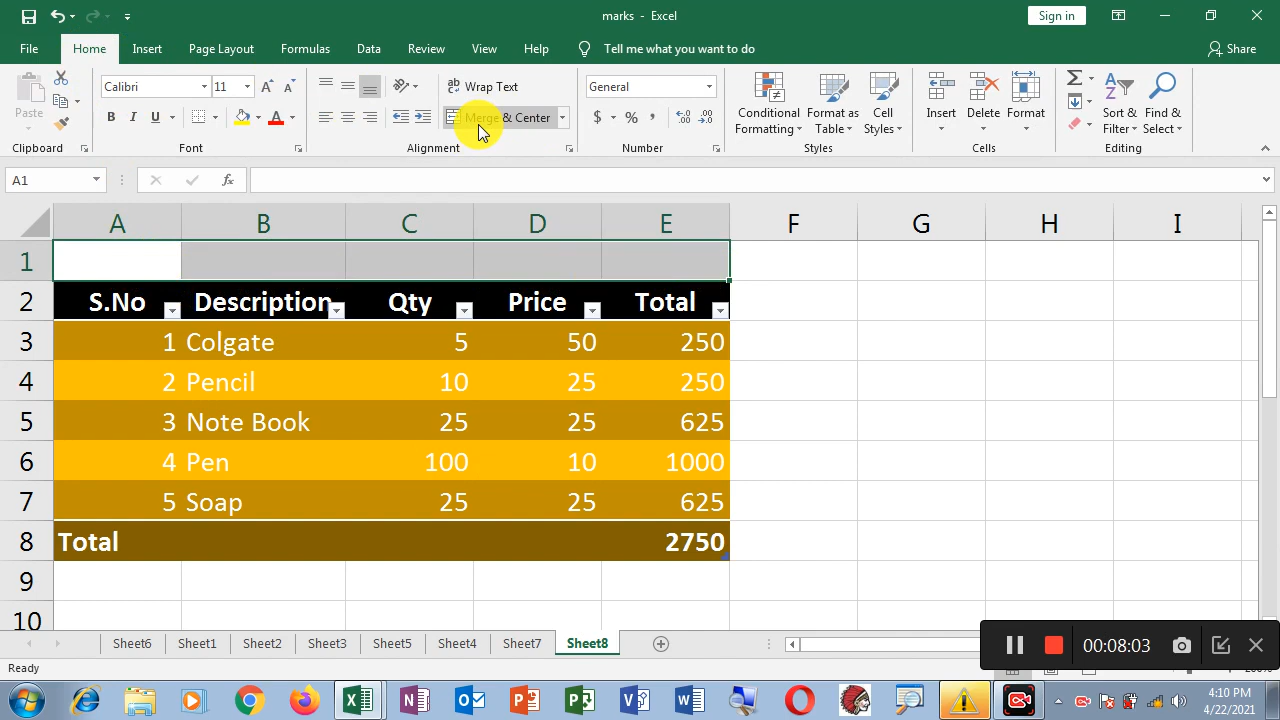 marks - Excel
Sign in
File Home Insert Page Layout Formulas Data Review View Help Tell me what you want to do Share
Paste
Clipboard
Calibri 11
B I U A
Font
Wrap Text
Merge & Center
Alignment
General
$ % ,
Number
Conditional Formatting
Format as Table
Cell Styles
Styles
Insert Delete Format
Cells
Sort & Filter
Find & Select
Editing
A1 fx
A B C D E F G H I
1
2 S.No Description Qty Price Total
3 1 Colgate 5 50 250
4 2 Pencil 10 25 250
5 3 Note Book 25 25 625
6 4 Pen 100 10 1000
7 5 Soap 25 25 625
8 Total 2750
9
10
Sheet6 Sheet1 Sheet2 Sheet3 Sheet5 Sheet4 Sheet7 Sheet8
00:08:03
Ready
4:10 PM
4/22/2021